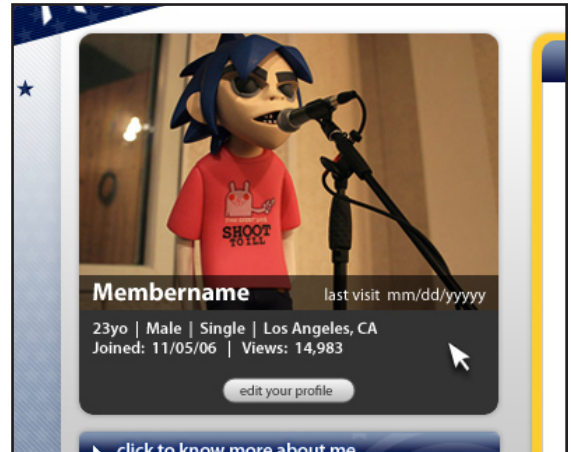 SHOOT
TO ILL
Membername
last visit mm/dd/yyyyy
23yo | Male | Single | Los Angeles, CA
Joined: 11/05/06 | Views: 14,983
edit your profile
click to know more about me